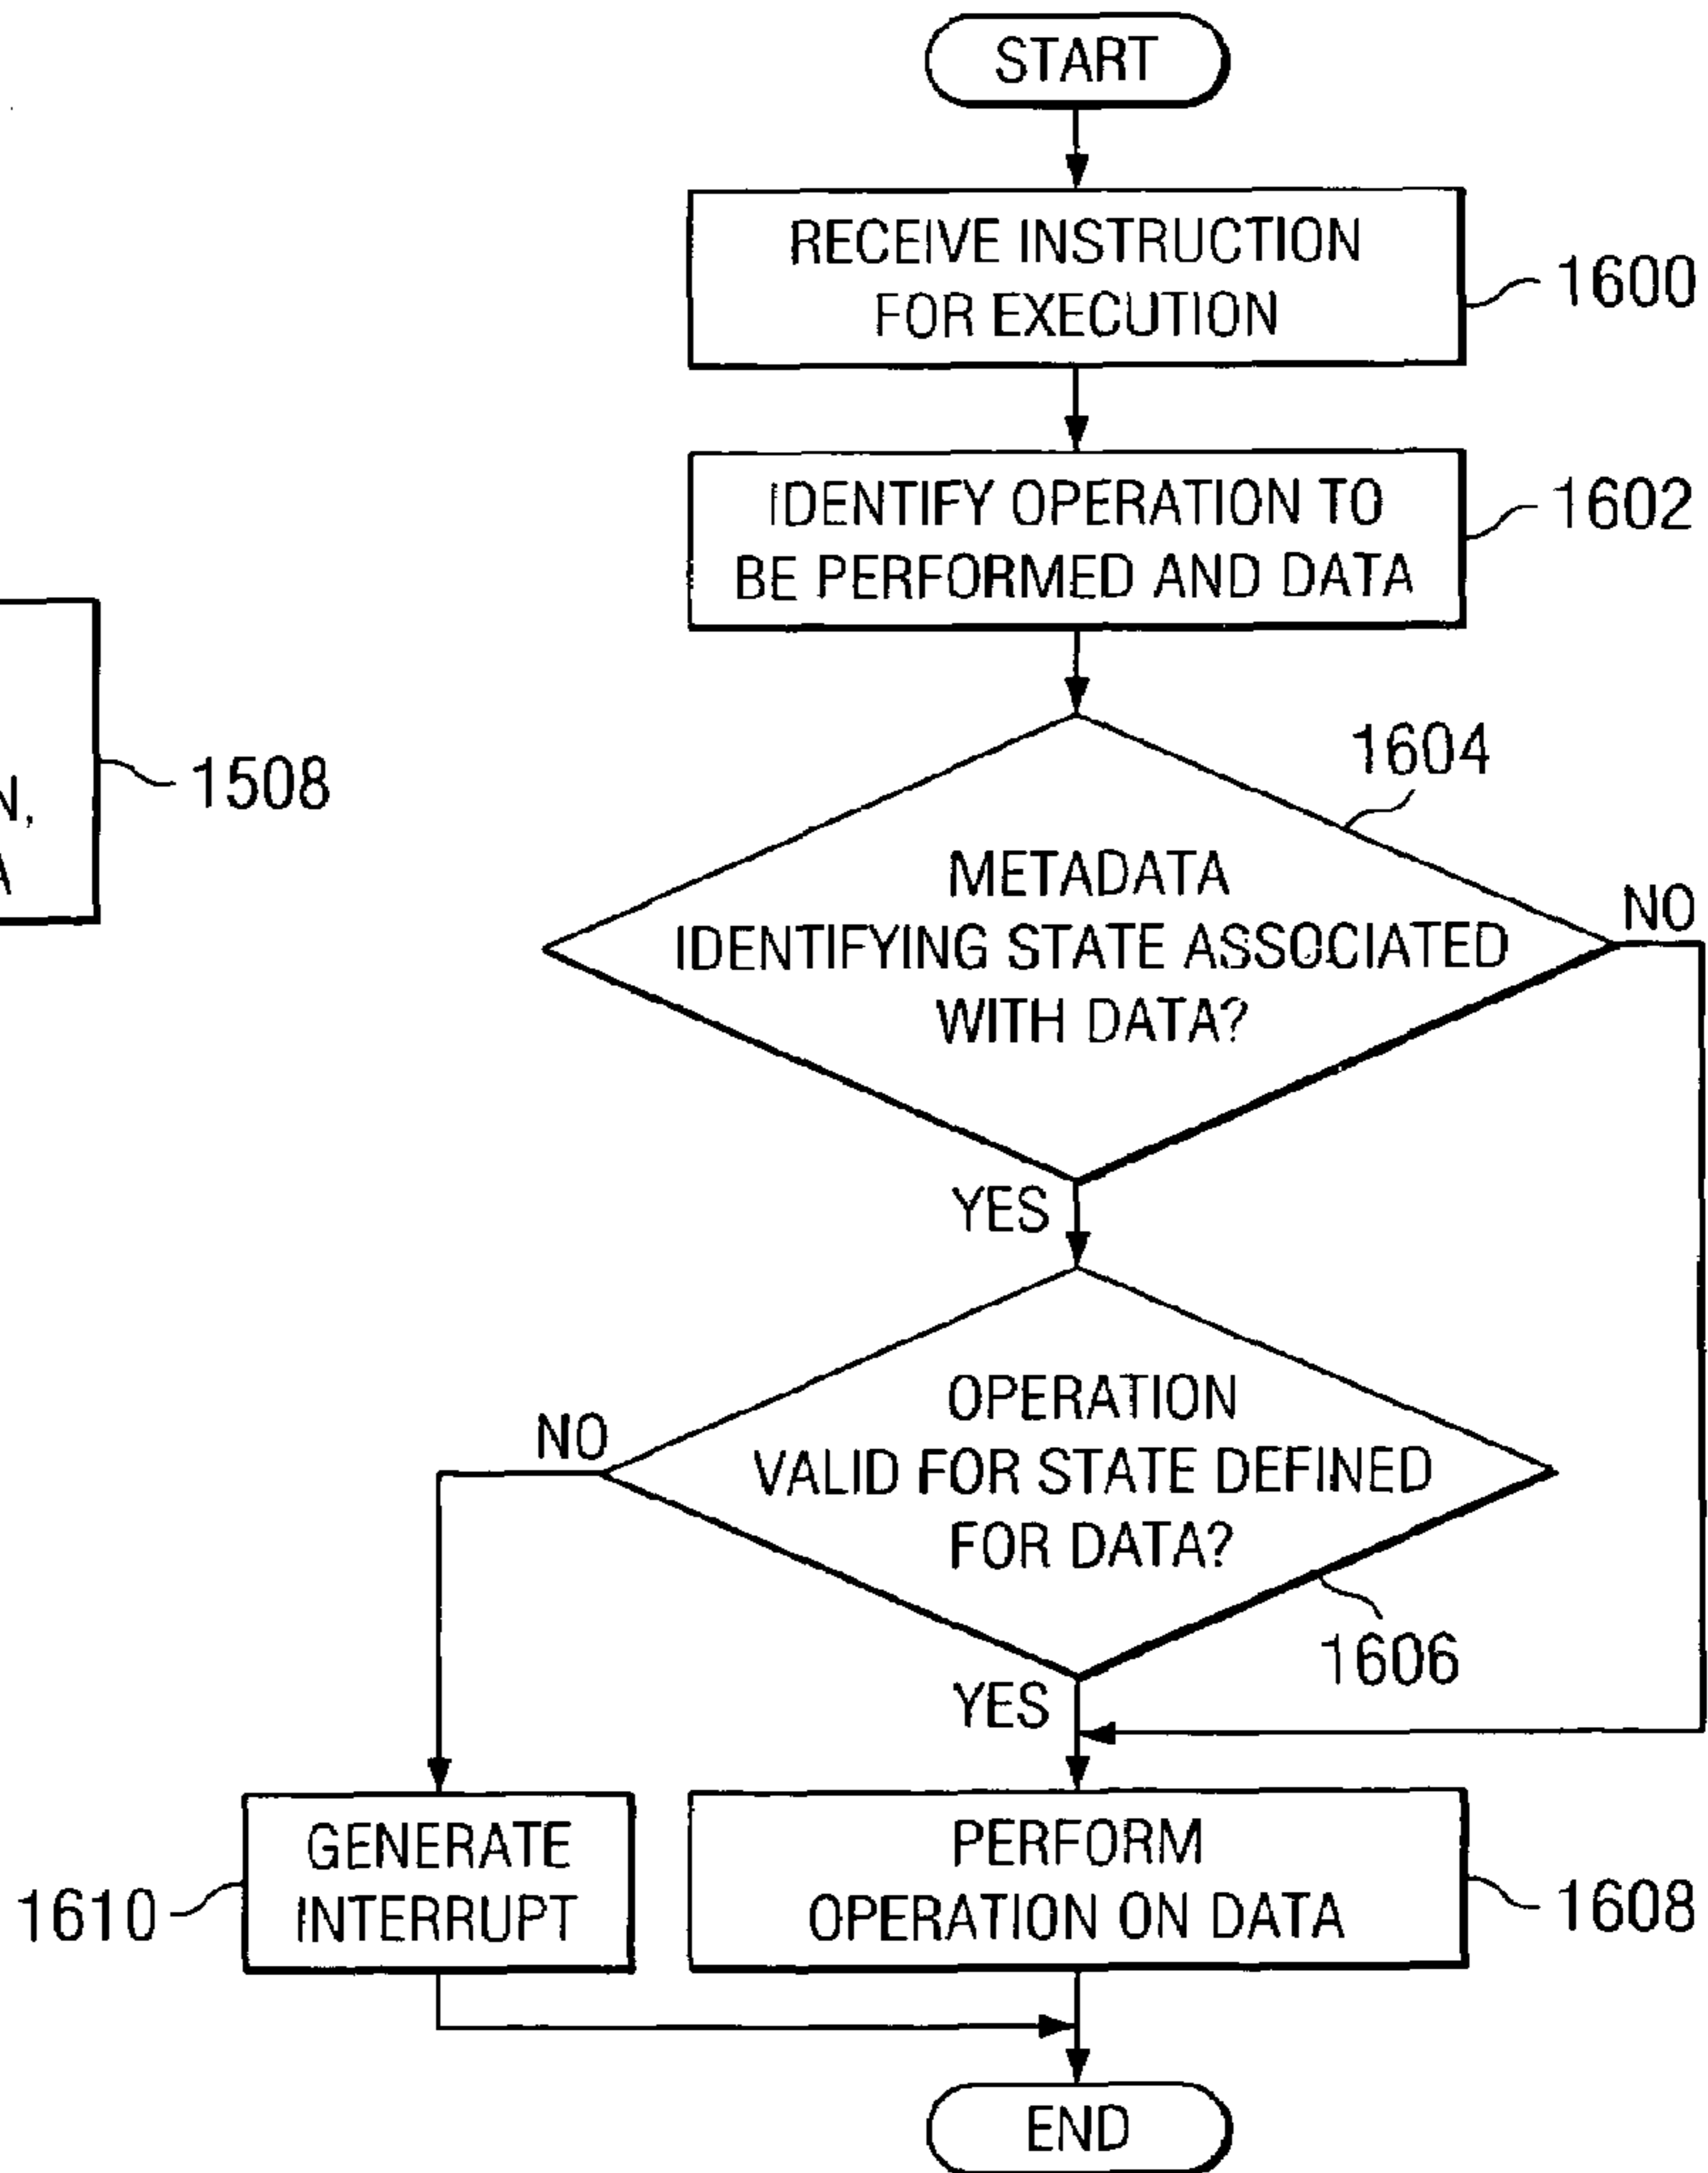 START
RECEIVE INSTRUCTION
FOR EXECUTION
1600
IDENTIFY OPERATION TO
BE PERFORMED AND DATA
1602
N,
A
1508
1604
METADATA
IDENTIFYING STATE ASSOCIATED
WITH DATA?
NO
YES
OPERATION
VALID FOR STATE DEFINED
FOR DATA?
NO
1606
YES
GENERATE
INTERRUPT
1610
PERFORM
OPERATION ON DATA
1608
END